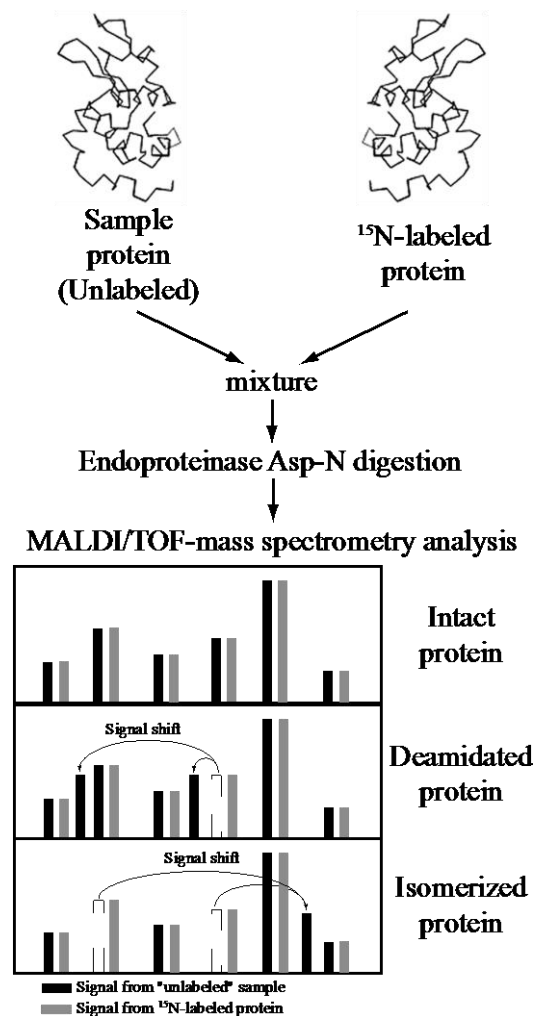 Sample
protein
(Unlabeled)
¹⁵N-labeled
protein
mixture
Endoproteinase Asp-N digestion
MALDI/TOF-mass spectrometry analysis
Intact
protein
Signal shift
Deamidated
protein
Signal shift
Isomerized
protein
Signal from "unlabeled" sample
Signal from ¹⁵N-labeled protein